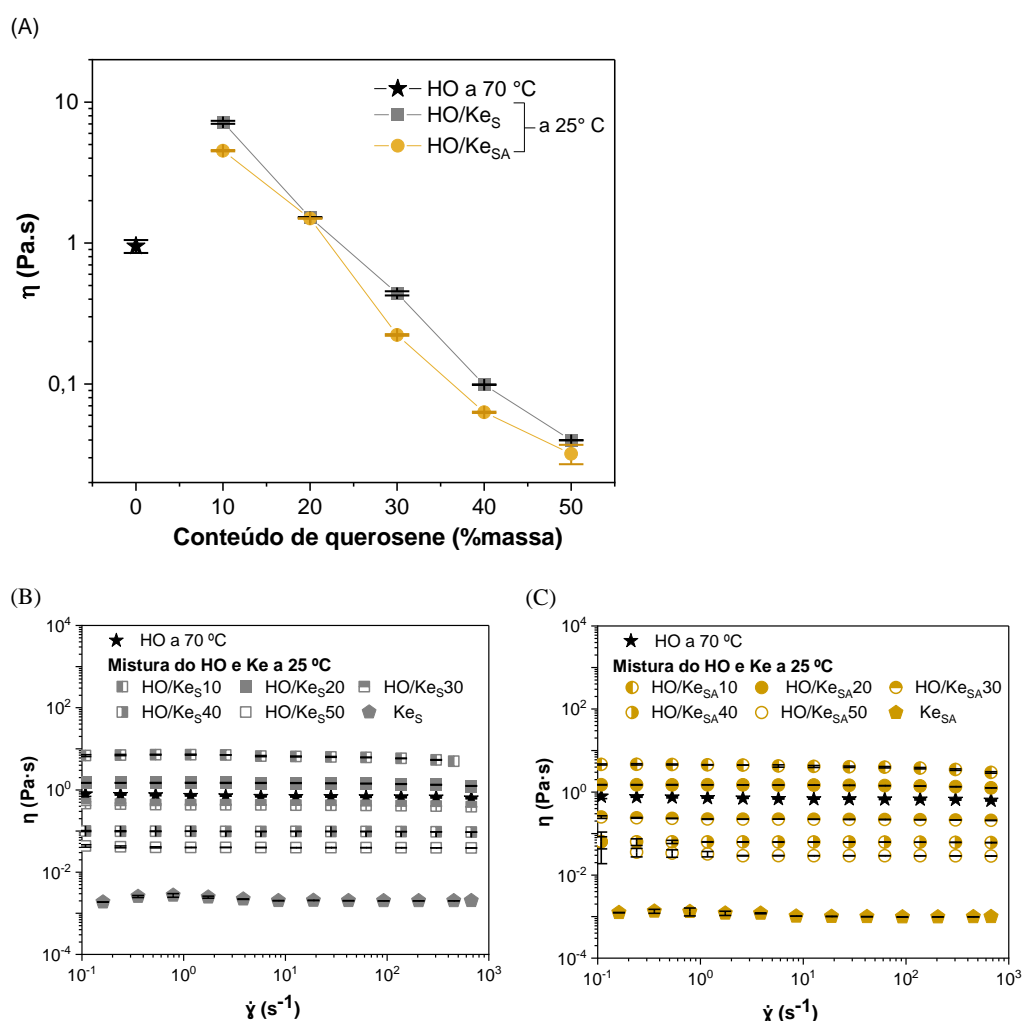 (A)
10
1
0,1
η (Pa.s)
HO a 70 °C
HO/KeS
HO/KeSA
a 25° C
0 10 20 30 40 50
Conteúdo de querosene (%massa)
(B)
10^4
10^2
10^0
10^-2
10^-4
η (Pa·s)
HO a 70 ºC
Mistura do HO e Ke a 25 ºC
HO/KeS10 HO/KeS20 HO/KeS30
HO/KeS40 HO/KeS50 KeS
10^-1 10^0 10^1 10^2 10^3
γ̇ (s^-1)
(C)
10^4
10^2
10^0
10^-2
10^-4
η (Pa·s)
HO a 70 ºC
Mistura do HO e Ke a 25 ºC
HO/KeSA10 HO/KeSA20 HO/KeSA30
HO/KeSA40 HO/KeSA50 KeSA
10^-1 10^0 10^1 10^2 10^3
γ̇ (s^-1)